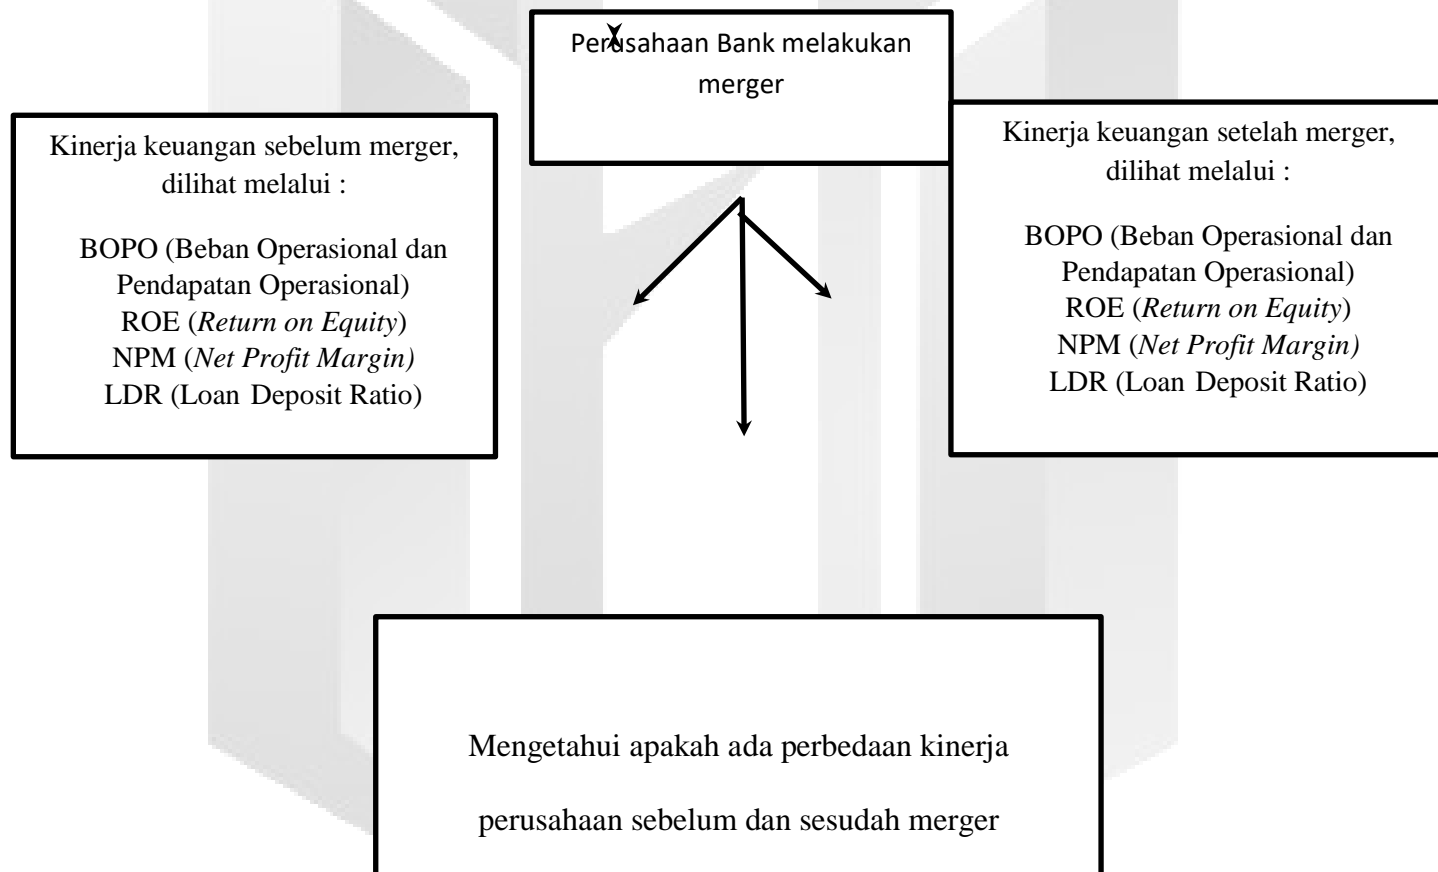 Perusahaan Bank melakukan
merger
Kinerja keuangan sebelum merger,
dilihat melalui :
BOPO (Beban Operasional dan
Pendapatan Operasional)
ROE (Return on Equity)
NPM (Net Profit Margin)
LDR (Loan Deposit Ratio)
Kinerja keuangan setelah merger,
dilihat melalui :
BOPO (Beban Operasional dan
Pendapatan Operasional)
ROE (Return on Equity)
NPM (Net Profit Margin)
LDR (Loan Deposit Ratio)
Mengetahui apakah ada perbedaan kinerja
perusahaan sebelum dan sesudah merger